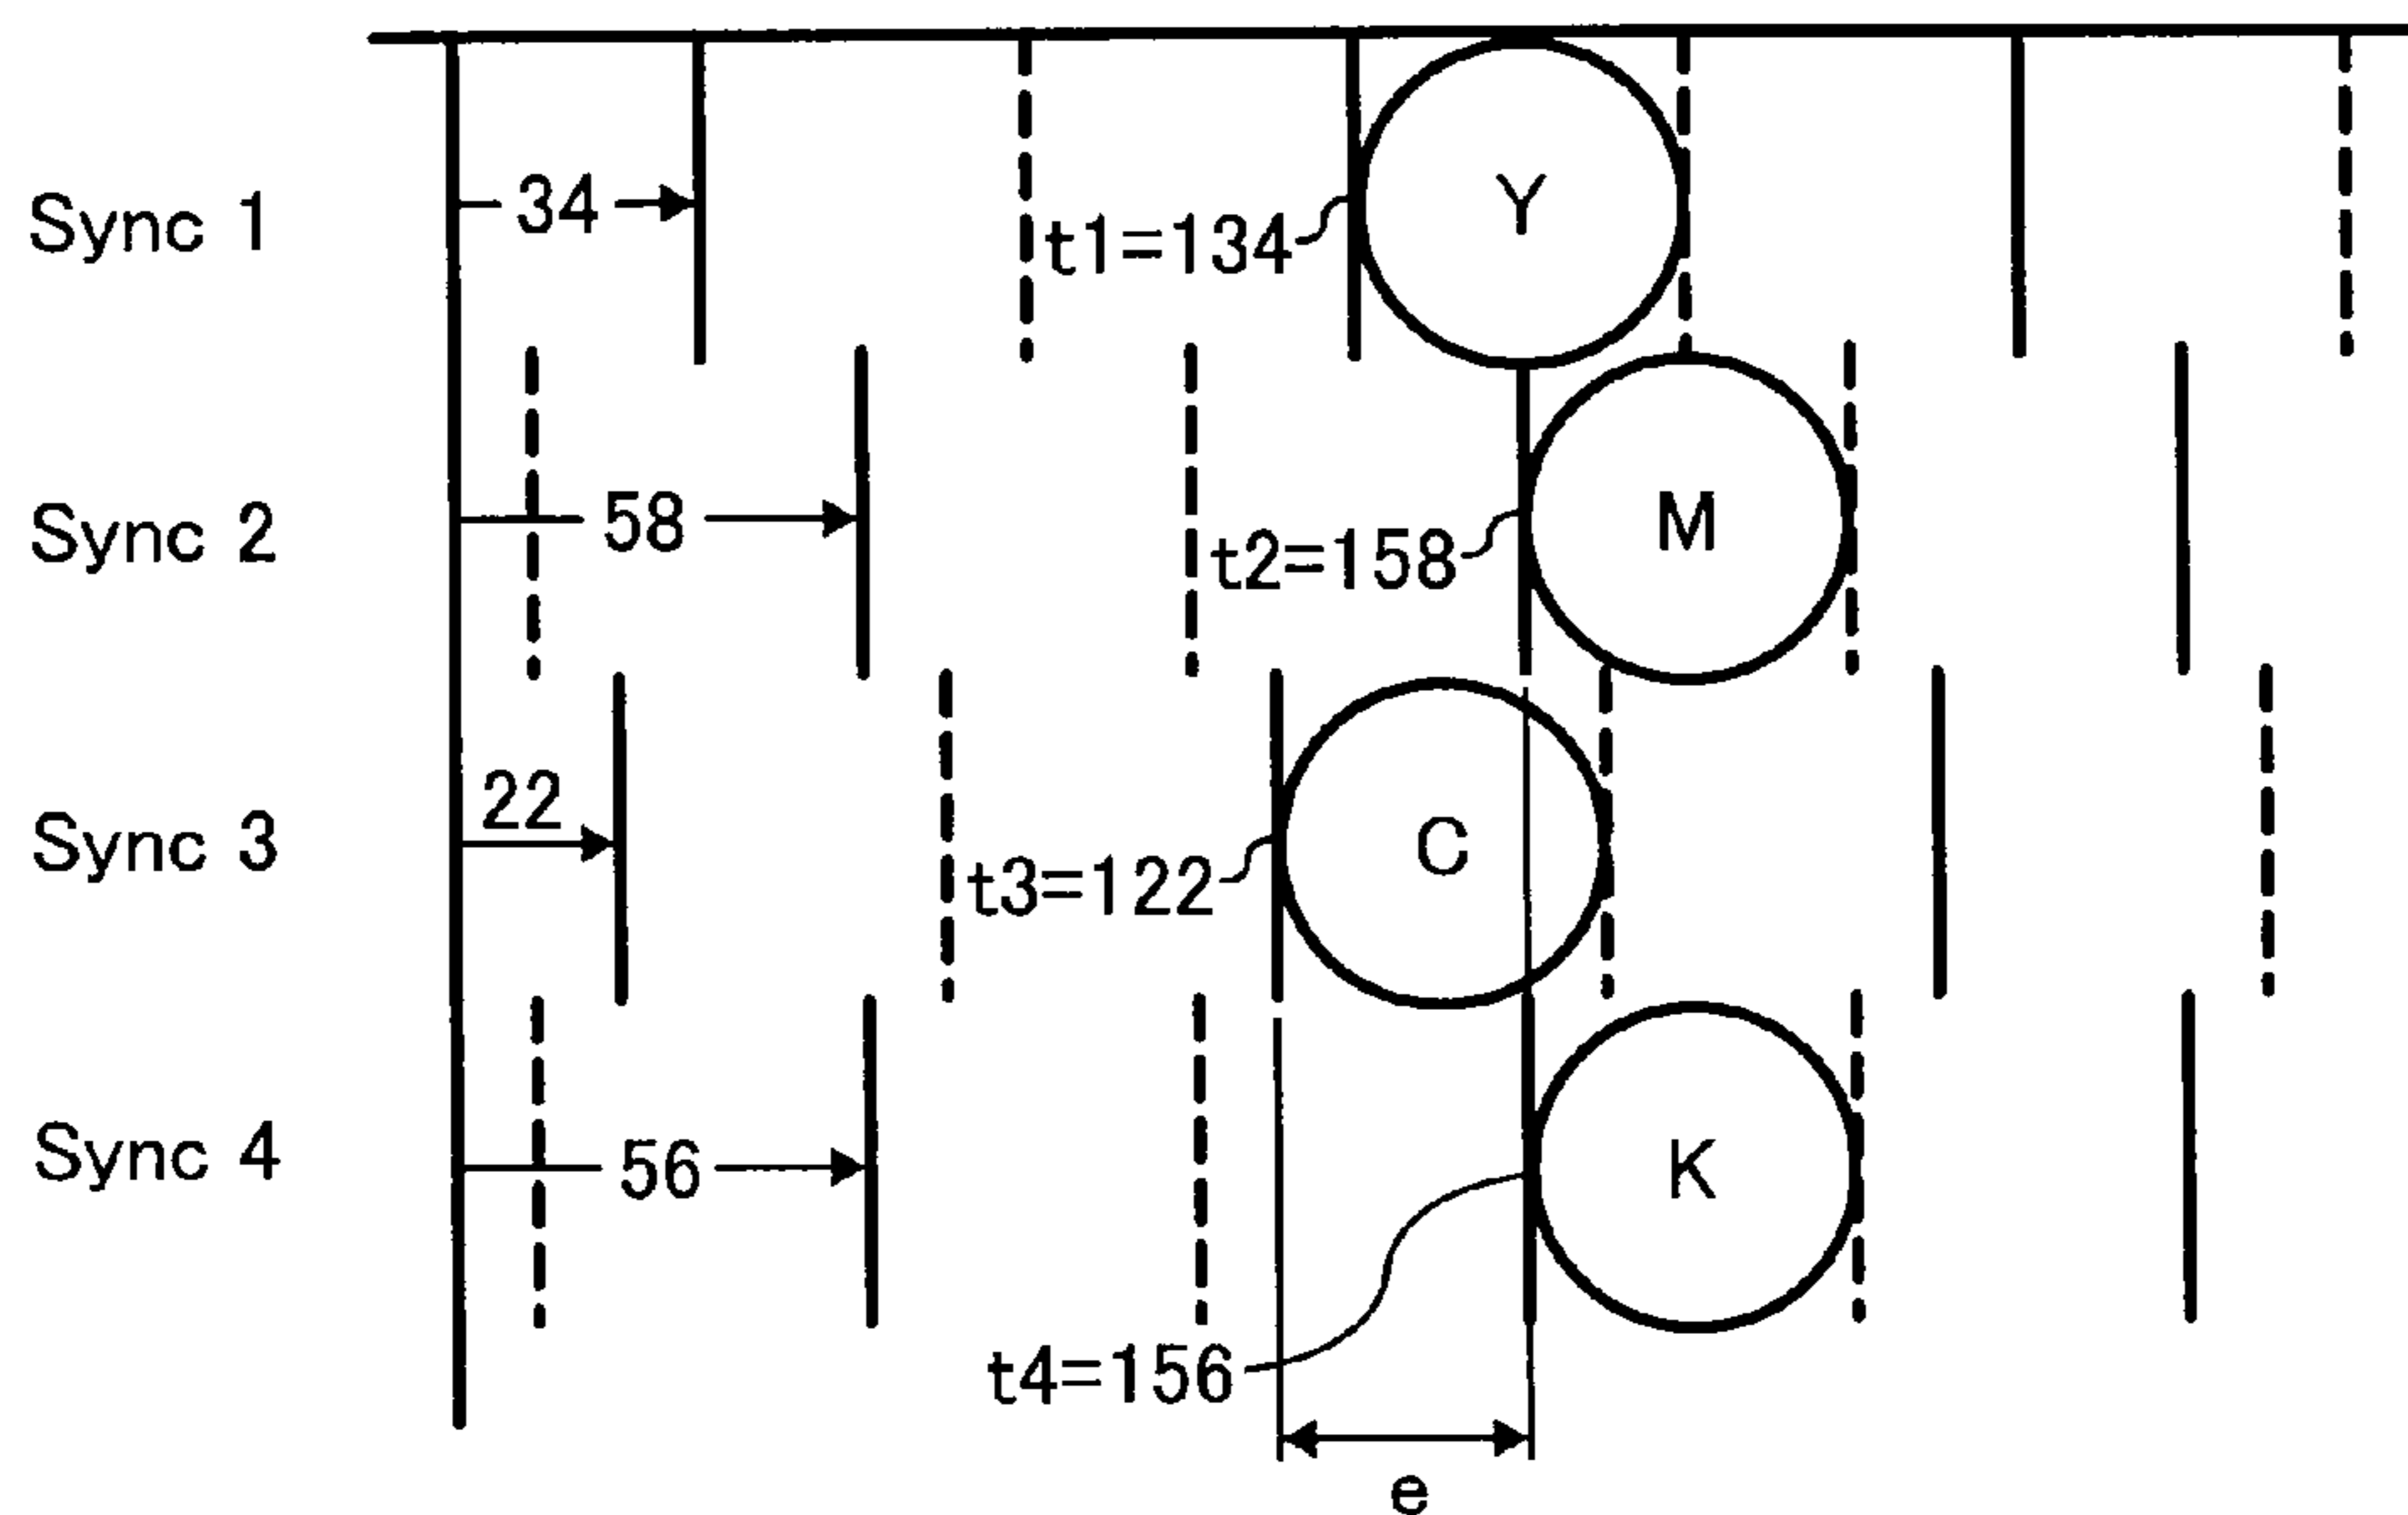 Sync 1
34
t1=134
Y
Sync 2
58
t2=158
M
Sync 3
22
t3=122
C
Sync 4
56
t4=156
K
e